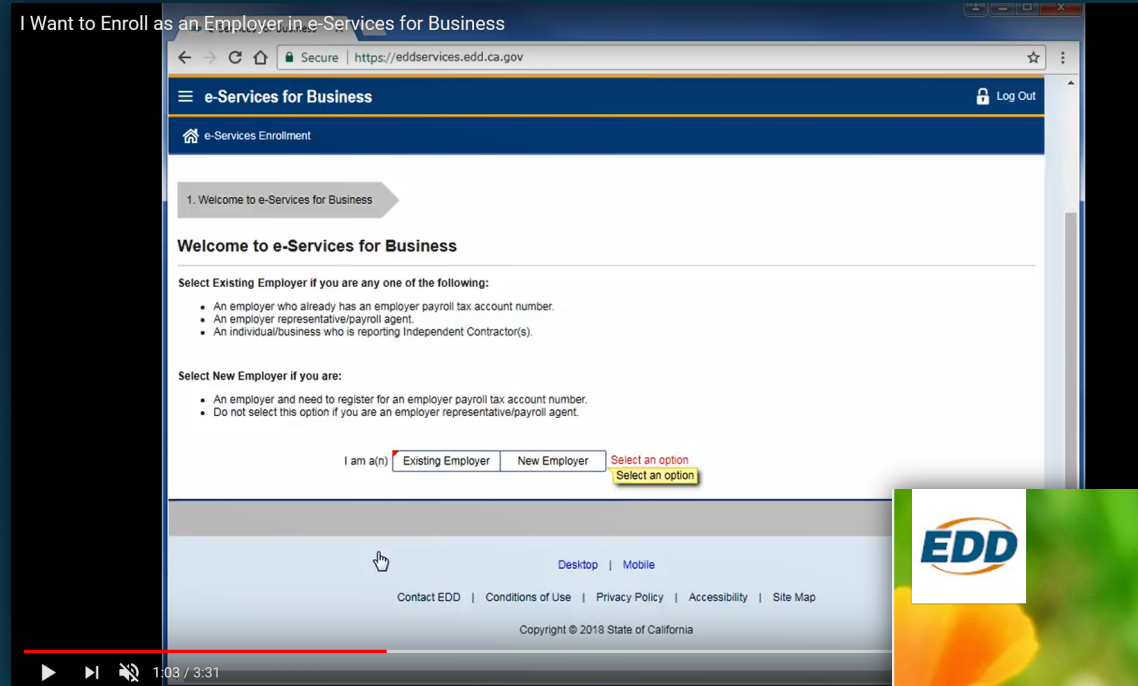 I Want to Enroll as an Employer in e-Services for Business
Secure https://eddservices.edd.ca.gov
e-Services for Business
Log Out
e-Services Enrollment
1. Welcome to e-Services for Business
Welcome to e-Services for Business
Select Existing Employer if you are any one of the following:
An employer who already has an employer payroll tax account number.
An employer representative/payroll agent.
An individual/business who is reporting Independent Contractor(s).
Select New Employer if you are:
An employer and need to register for an employer payroll tax account number.
Do not select this option if you are an employer representative/payroll agent.
I am a(n) Existing Employer New Employer Select an option
Select an option
EDD
Desktop | Mobile
Contact EDD | Conditions of Use | Privacy Policy | Accessibility | Site Map
Copyright © 2018 State of California
1:03 / 3:31